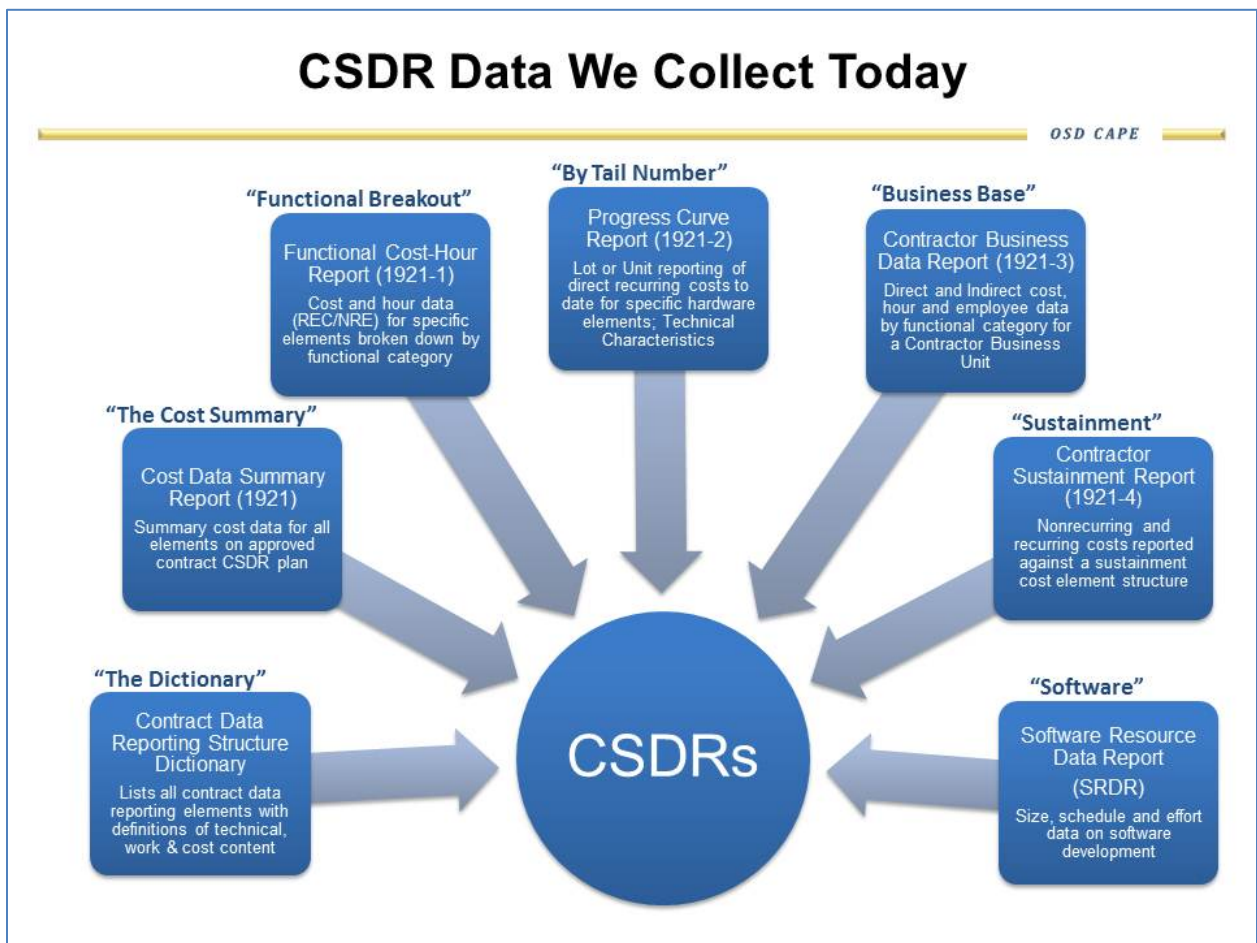 CSDR Data We Collect Today
OSD CAPE
“The Dictionary”
Contract Data
Reporting Structure
Dictionary
Lists all contract data
reporting elements with
definitions of technical,
work & cost content
“The Cost Summary”
Cost Data Summary
Report (1921)
Summary cost data for all
elements on approved
contract CSDR plan
“Functional Breakout”
Functional Cost-Hour
Report (1921-1)
Cost and hour data
(REC/NRE) for specific
elements broken down by
functional category
“By Tail Number”
Progress Curve
Report (1921-2)
Lot or Unit reporting of
direct recurring costs to
date for specific hardware
elements; Technical
Characteristics
“Business Base”
Contractor Business
Data Report (1921-3)
Direct and Indirect cost,
hour and employee data
by functional category for
a Contractor Business
Unit
“Sustainment”
Contractor
Sustainment Report
(1921-4)
Nonrecurring and
recurring costs reported
against a sustainment
cost element structure
“Software”
Software Resource
Data Report
(SRDR)
Size, schedule and effort
data on software
development
CSDRs